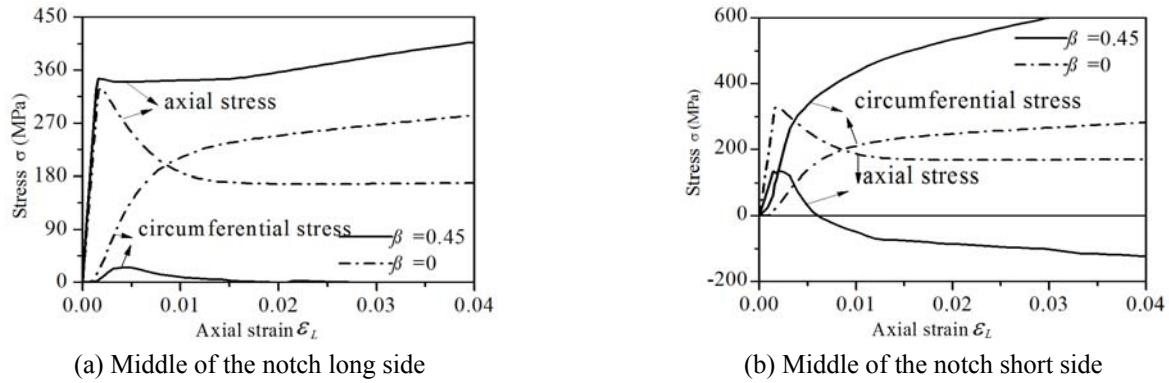 450
360
270
180
90
0
Stress σ (MPa)
axial stress
circumferential stress
β =0.45
β =0
0.00 0.01 0.02 0.03 0.04
Axial strain ε_L
(a) Middle of the notch long side
600
400
200
0
-200
Stress σ (MPa)
β =0.45
β =0
circumferential stress
axial stress
0.00 0.01 0.02 0.03 0.04
Axial strain ε_L
(b) Middle of the notch short side